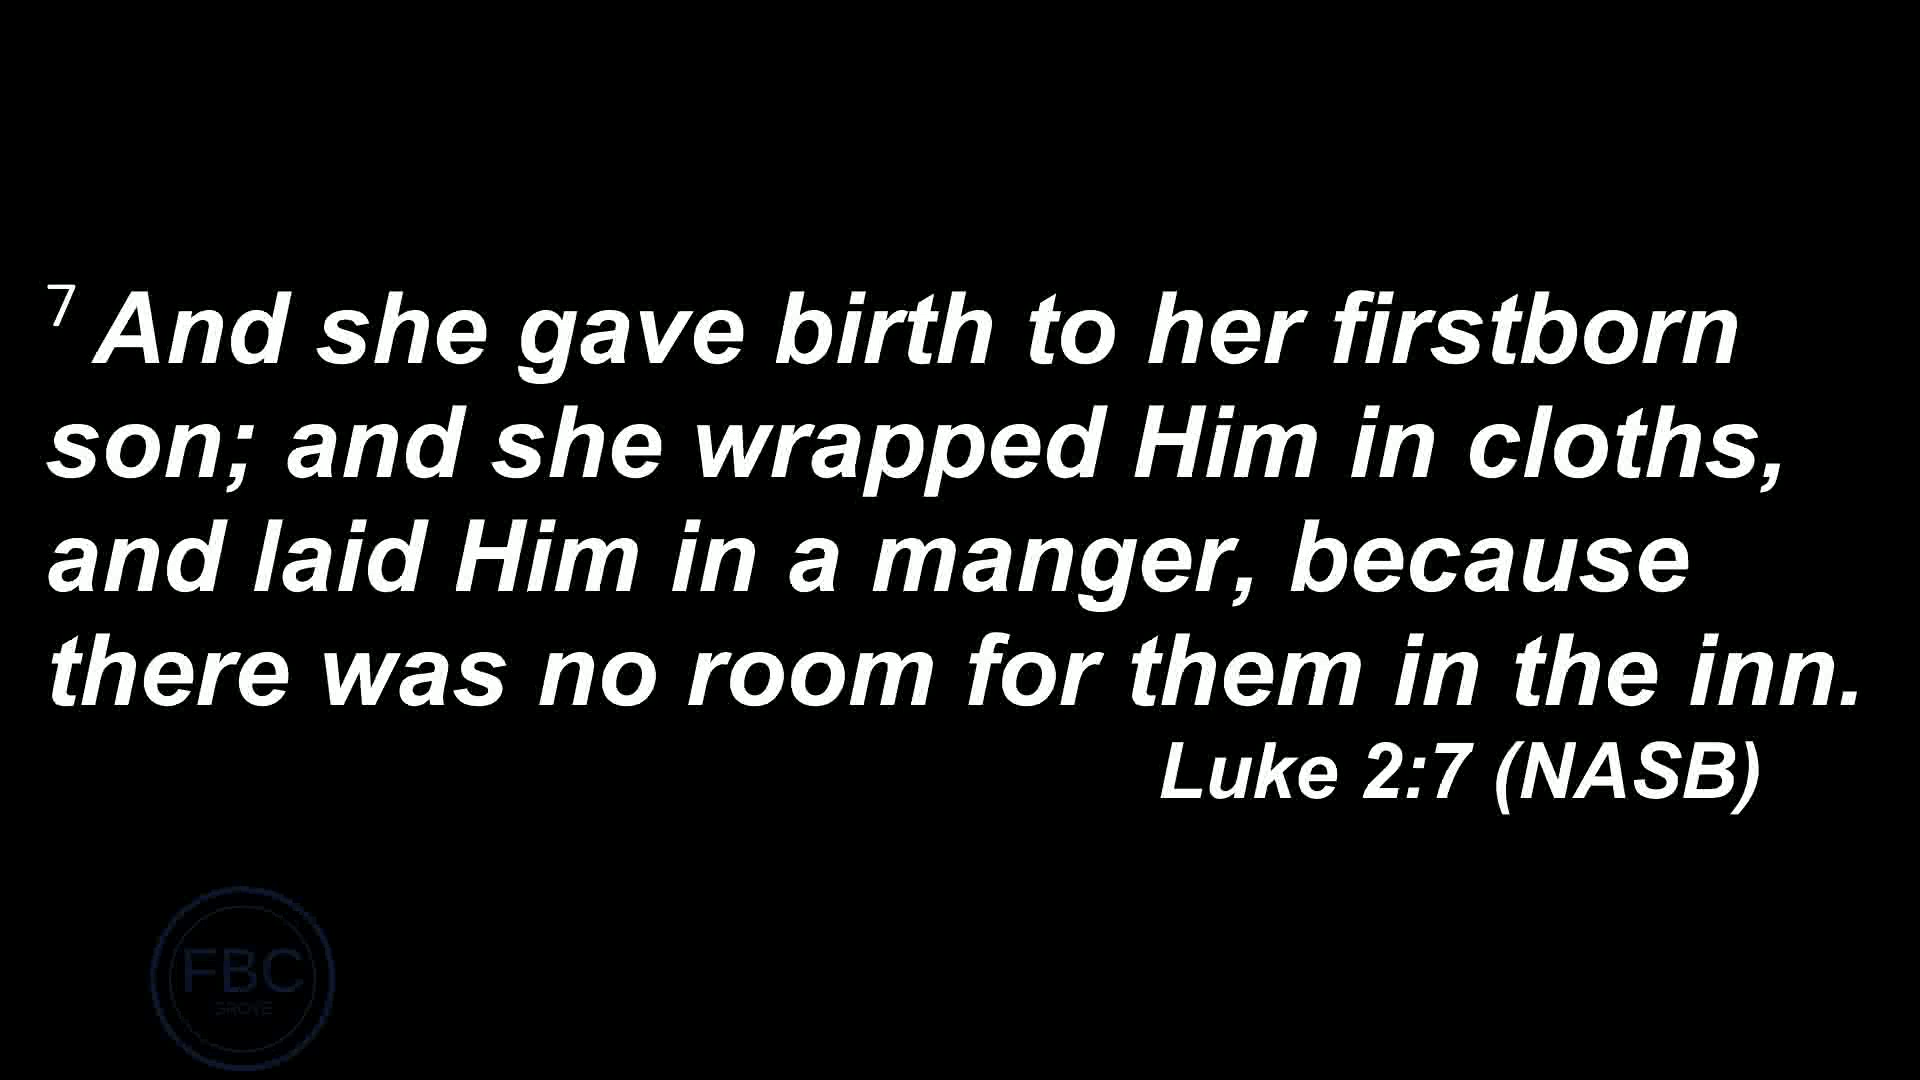 7 And she gave birth to her firstborn
son; and she wrapped Him in cloths,
and laid Him in a manger, because
there was no room for them in the inn.
Luke 2:7 (NASB)
FBC
GROVE